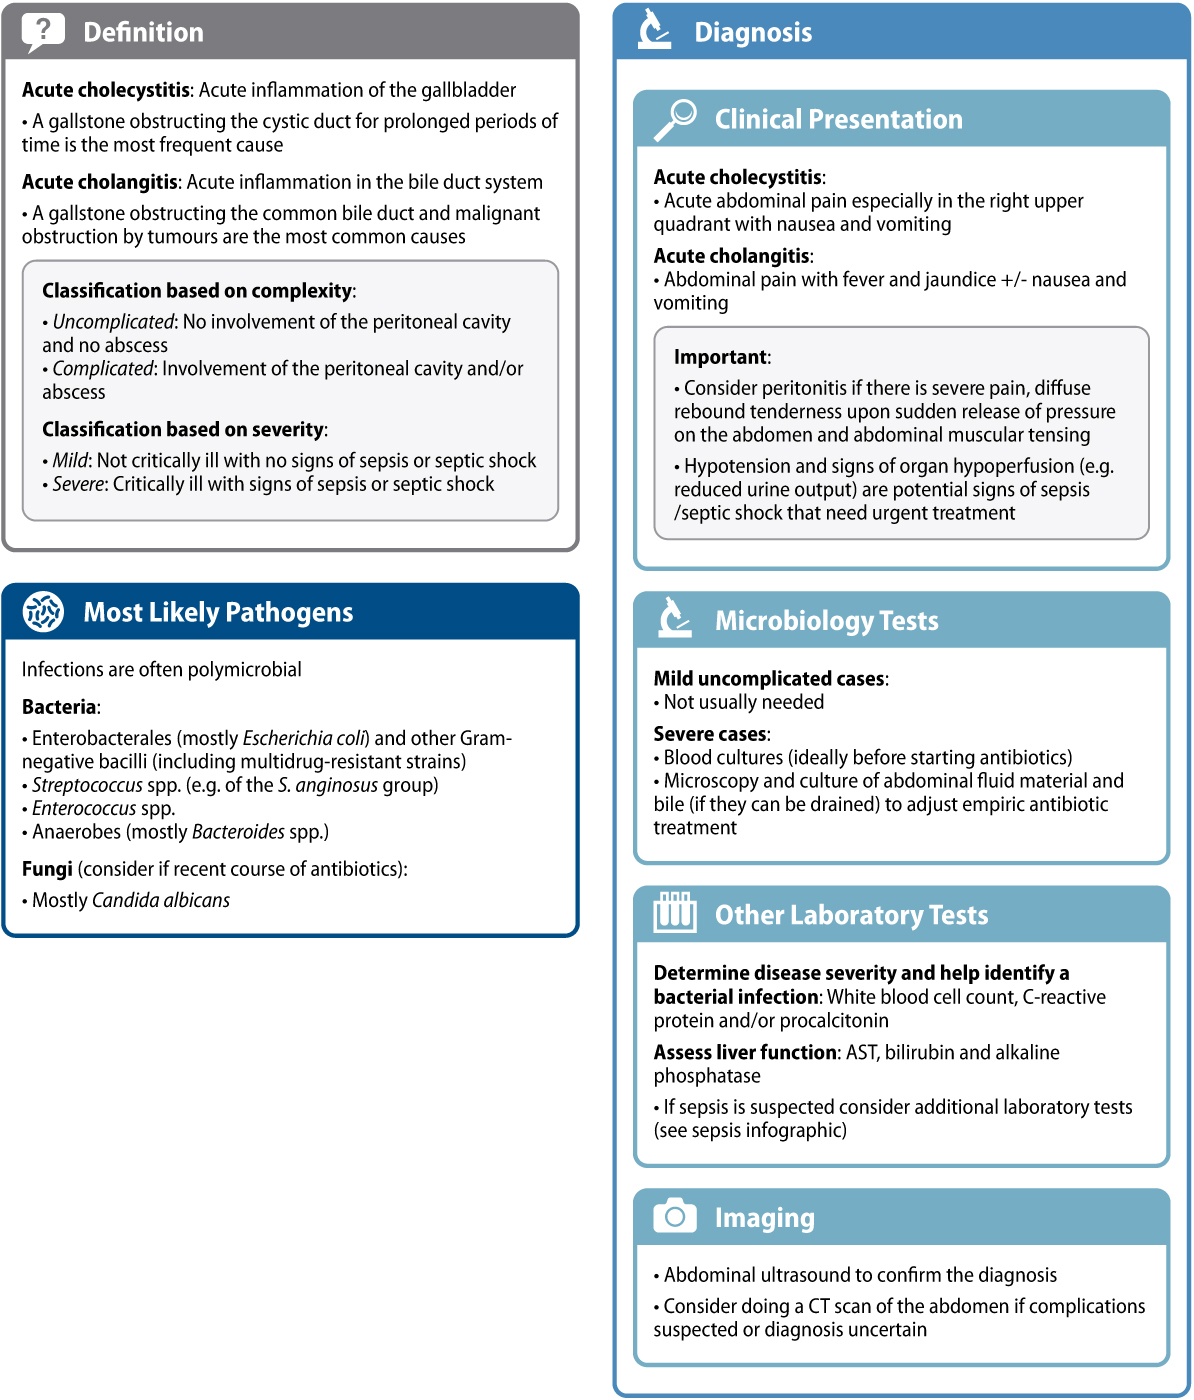 Definition
Acute cholecystitis: Acute inflammation of the gallbladder
• A gallstone obstructing the cystic duct for prolonged periods of
time is the most frequent cause
Acute cholangitis: Acute inflammation in the bile duct system
• A gallstone obstructing the common bile duct and malignant
obstruction by tumours are the most common causes
Classification based on complexity:
• Uncomplicated: No involvement of the peritoneal cavity
and no abscess
• Complicated: Involvement of the peritoneal cavity and/or
abscess
Classification based on severity:
• Mild: Not critically ill with no signs of sepsis or septic shock
• Severe: Critically ill with signs of sepsis or septic shock
Most Likely Pathogens
Infections are often polymicrobial
Bacteria:
• Enterobacterales (mostly Escherichia coli) and other Gram-
negative bacilli (including multidrug-resistant strains)
• Streptococcus spp. (e.g. of the S. anginosus group)
• Enterococcus spp.
• Anaerobes (mostly Bacteroides spp.)
Fungi (consider if recent course of antibiotics):
• Mostly Candida albicans
Diagnosis
Clinical Presentation
Acute cholecystitis:
• Acute abdominal pain especially in the right upper
quadrant with nausea and vomiting
Acute cholangitis:
• Abdominal pain with fever and jaundice +/- nausea and
vomiting
Important:
• Consider peritonitis if there is severe pain, diffuse
rebound tenderness upon sudden release of pressure
on the abdomen and abdominal muscular tensing
• Hypotension and signs of organ hypoperfusion (e.g.
reduced urine output) are potential signs of sepsis
/septic shock that need urgent treatment
Microbiology Tests
Mild uncomplicated cases:
• Not usually needed
Severe cases:
• Blood cultures (ideally before starting antibiotics)
• Microscopy and culture of abdominal fluid material and
bile (if they can be drained) to adjust empiric antibiotic
treatment
Other Laboratory Tests
Determine disease severity and help identify a
bacterial infection: White blood cell count, C-reactive
protein and/or procalcitonin
Assess liver function: AST, bilirubin and alkaline
phosphatase
• If sepsis is suspected consider additional laboratory tests
(see sepsis infographic)
Imaging
• Abdominal ultrasound to confirm the diagnosis
• Consider doing a CT scan of the abdomen if complications
suspected or diagnosis uncertain